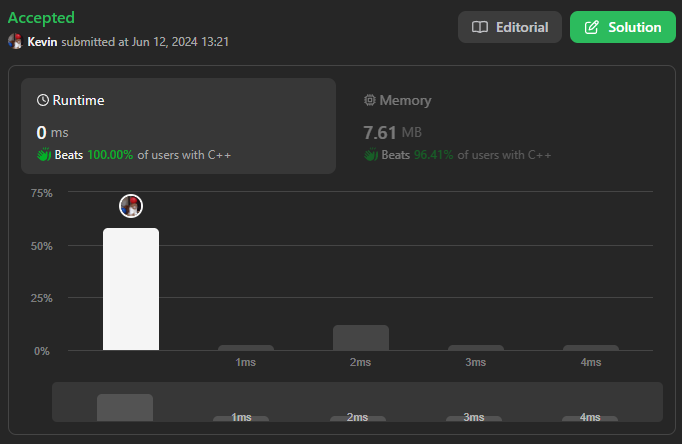 Accepted
Editorial
Solution
Kevin submitted at Jun 12, 2024 13:21
Runtime
Memory
0 ms
7.61 MB
Beats 100.00% of users with C++
Beats 96.41% of users with C++
75%
50%
25%
0%
1ms 2ms 3ms 4ms
1ms 2ms 3ms 4ms